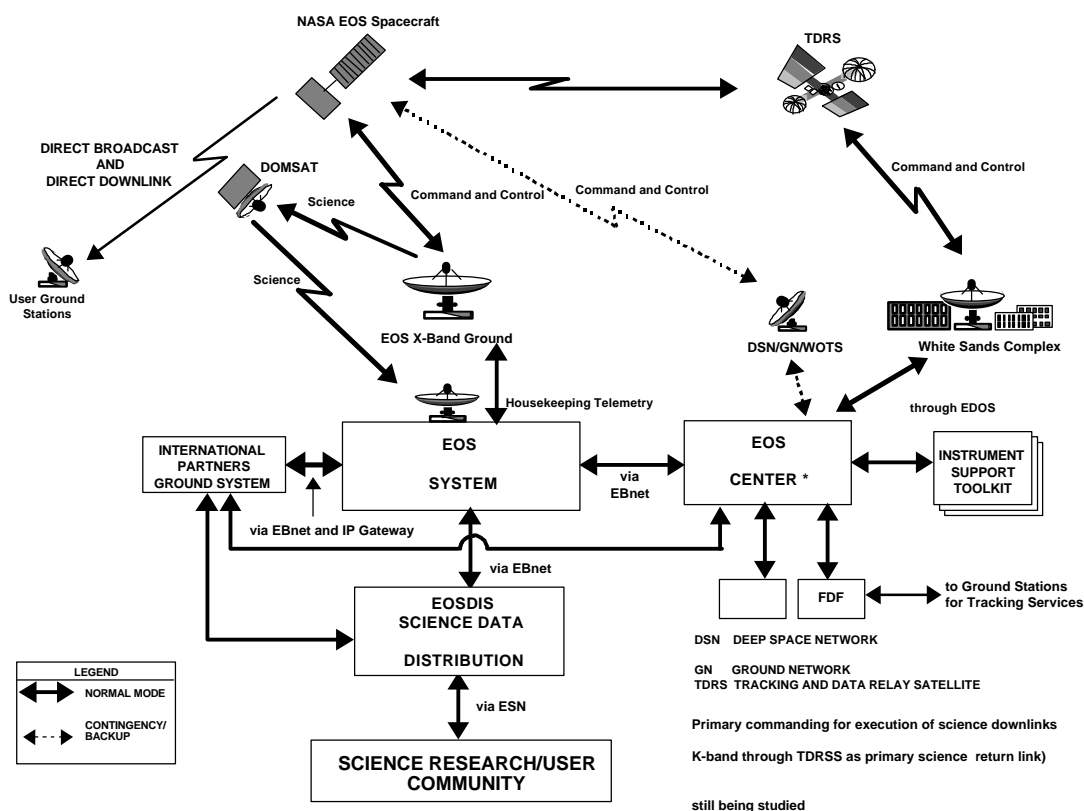 NASA EOS Spacecraft
TDRS
DIRECT BROADCAST
AND
DIRECT DOWNLINK
DOMSAT
Science
Command and Control
Command and Control
Command and Control
Science
User Ground
Stations
EOS X-Band Ground
DSN/GN/WOTS
White Sands Complex
Housekeeping Telemetry
through EDOS
INTERNATIONAL
PARTNERS
GROUND SYSTEM
EOS
SYSTEM
via
EBnet
EOS
CENTER *
INSTRUMENT
SUPPORT
TOOLKIT
via EBnet and IP Gateway
via EBnet
EOSDIS
SCIENCE DATA
DISTRIBUTION
FDF
to Ground Stations
for Tracking Services
DSN DEEP SPACE NETWORK
GN GROUND NETWORK
TDRS TRACKING AND DATA RELAY SATELLITE
LEGEND
NORMAL MODE
CONTINGENCY/
BACKUP
via ESN
Primary commanding for execution of science downlinks
K-band through TDRSS as primary science return link)
SCIENCE RESEARCH/USER
COMMUNITY
still being studied